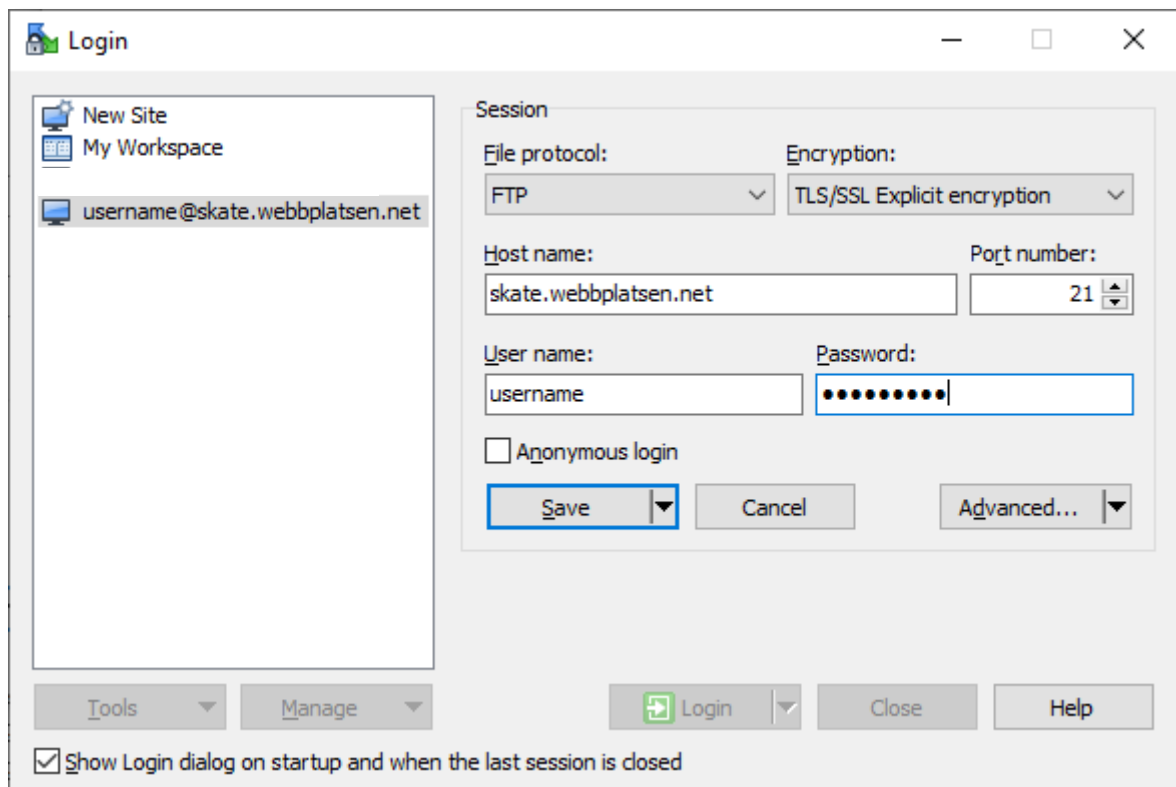 Login
New Site
My Workspace
username@skate.webbplatsen.net
Session
File protocol:
Encryption:
FTP
TLS/SSL Explicit encryption
Host name:
Port number:
skate.webbplatsen.net
21
User name:
Password:
username
•••••••••
Anonymous login
Save
Cancel
Advanced...
Tools
Manage
Login
Close
Help
Show Login dialog on startup and when the last session is closed